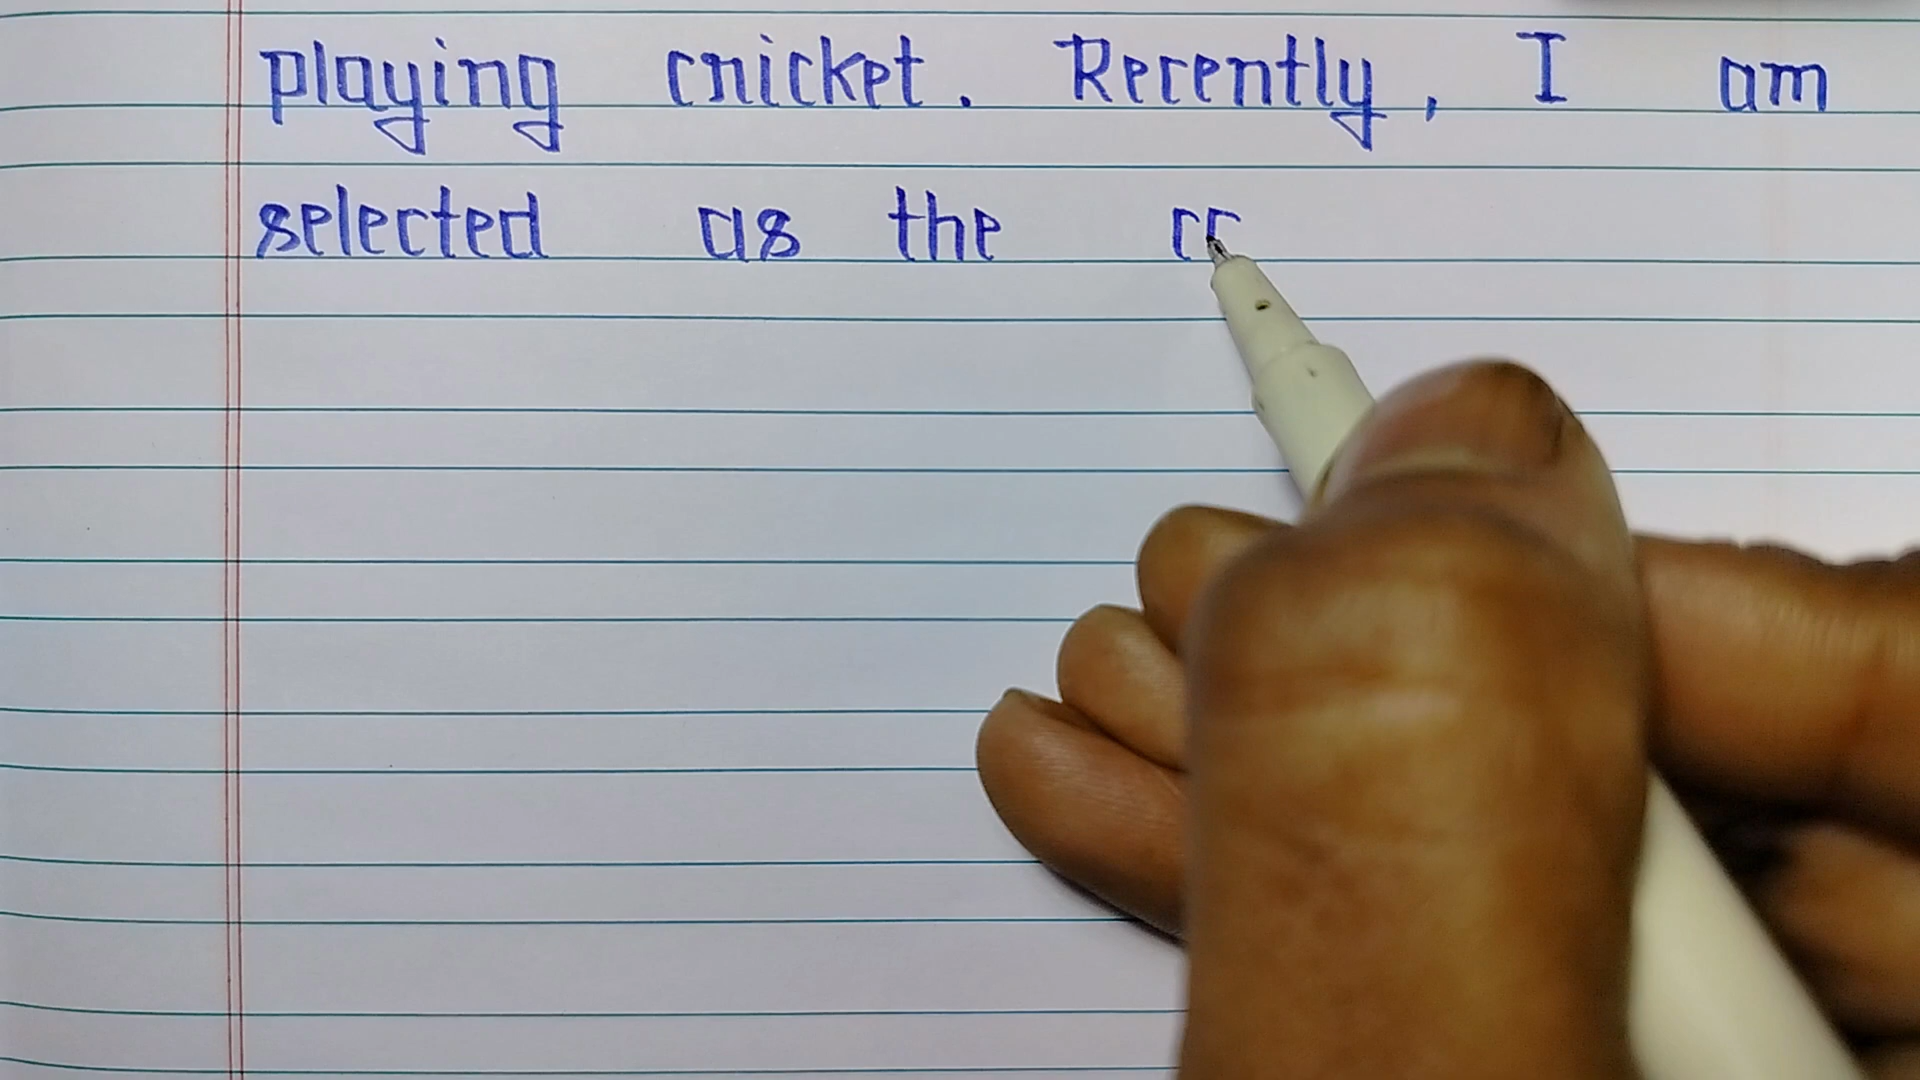 playing cricket. Recently, I am
selected as the